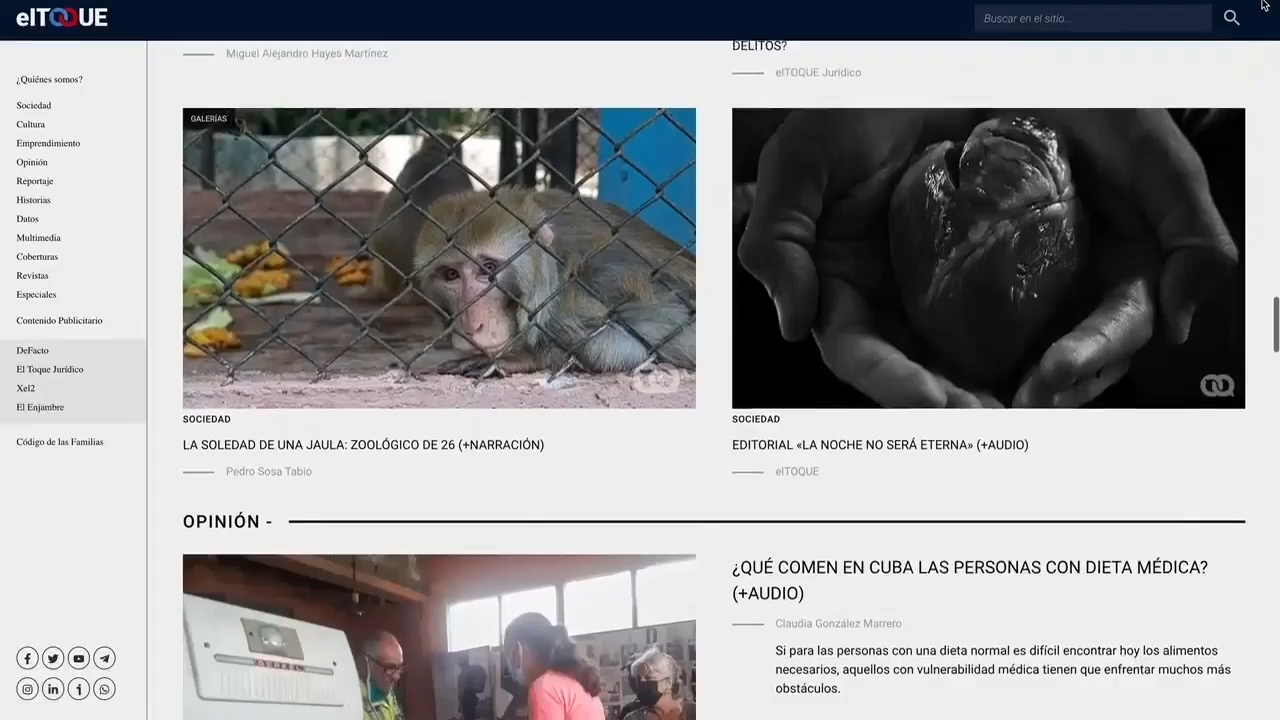 elTOQUE
Buscar en el sitio...
¿Quiénes somos?
Sociedad
Cultura
Emprendimiento
Opinión
Reportaje
Historias
Datos
Multimedia
Coberturas
Revistas
Especiales
Contenido Publicitario
DeFacto
El Toque Jurídico
Xel2
El Enjambre
Código de las Familias
Miguel Alejandro Hayes Martínez
DELITOS?
elTOQUE Jurídico
GALERÍAS
SOCIEDAD
LA SOLEDAD DE UNA JAULA: ZOOLÓGICO DE 26 (+NARRACIÓN)
Pedro Sosa Tabio
SOCIEDAD
EDITORIAL «LA NOCHE NO SERÁ ETERNA» (+AUDIO)
elTOQUE
OPINIÓN -
¿QUÉ COMEN EN CUBA LAS PERSONAS CON DIETA MÉDICA?
(+AUDIO)
Claudia González Marrero
Si para las personas con una dieta normal es difícil encontrar hoy los alimentos
necesarios, aquellos con vulnerabilidad médica tienen que enfrentar muchos más
obstáculos.